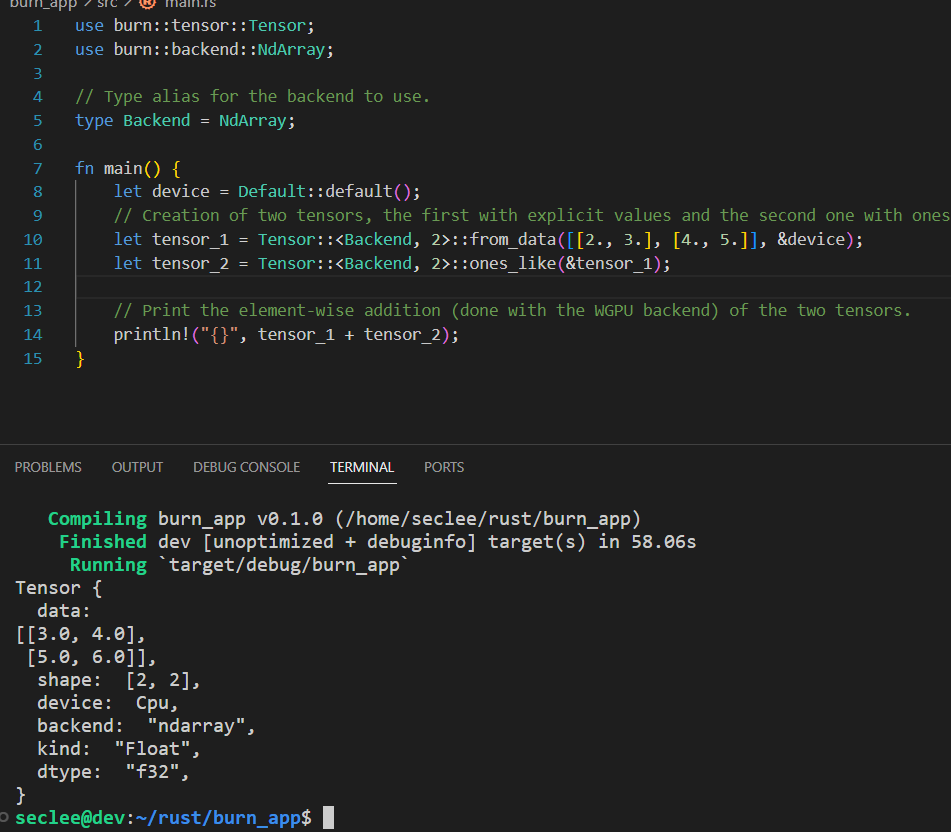 burn_app > src > main.rs
1 use burn::tensor::Tensor;
2 use burn::backend::NdArray;
3
4 // Type alias for the backend to use.
5 type Backend = NdArray;
6
7 fn main() {
8     let device = Default::default();
9     // Creation of two tensors, the first with explicit values and the second one with ones
10     let tensor_1 = Tensor::<Backend, 2>::from_data([[2., 3.], [4., 5.]], &device);
11     let tensor_2 = Tensor::<Backend, 2>::ones_like(&tensor_1);
12
13     // Print the element-wise addition (done with the WGPU backend) of the two tensors.
14     println!("{}", tensor_1 + tensor_2);
15 }
PROBLEMS OUTPUT DEBUG CONSOLE TERMINAL PORTS
   Compiling burn_app v0.1.0 (/home/seclee/rust/burn_app)
    Finished dev [unoptimized + debuginfo] target(s) in 58.06s
     Running `target/debug/burn_app`
Tensor {
  data:
[[3.0, 4.0],
 [5.0, 6.0]],
  shape:  [2, 2],
  device:  Cpu,
  backend:  "ndarray",
  kind:  "Float",
  dtype:  "f32",
}
seclee@dev:~/rust/burn_app$